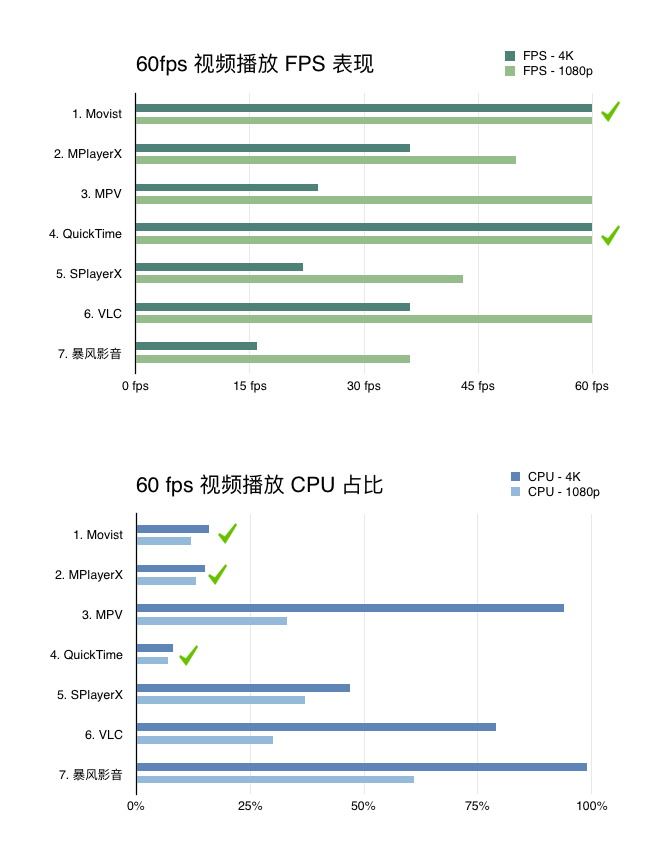 60fps 视频播放 FPS 表现
FPS - 4K
FPS - 1080p
1. Movist
2. MPlayerX
3. MPV
4. QuickTime
5. SPlayerX
6. VLC
7. 暴风影音
0 fps 15 fps 30 fps 45 fps 60 fps
60 fps 视频播放 CPU 占比
CPU - 4K
CPU - 1080p
1. Movist
2. MPlayerX
3. MPV
4. QuickTime
5. SPlayerX
6. VLC
7. 暴风影音
0% 25% 50% 75% 100%